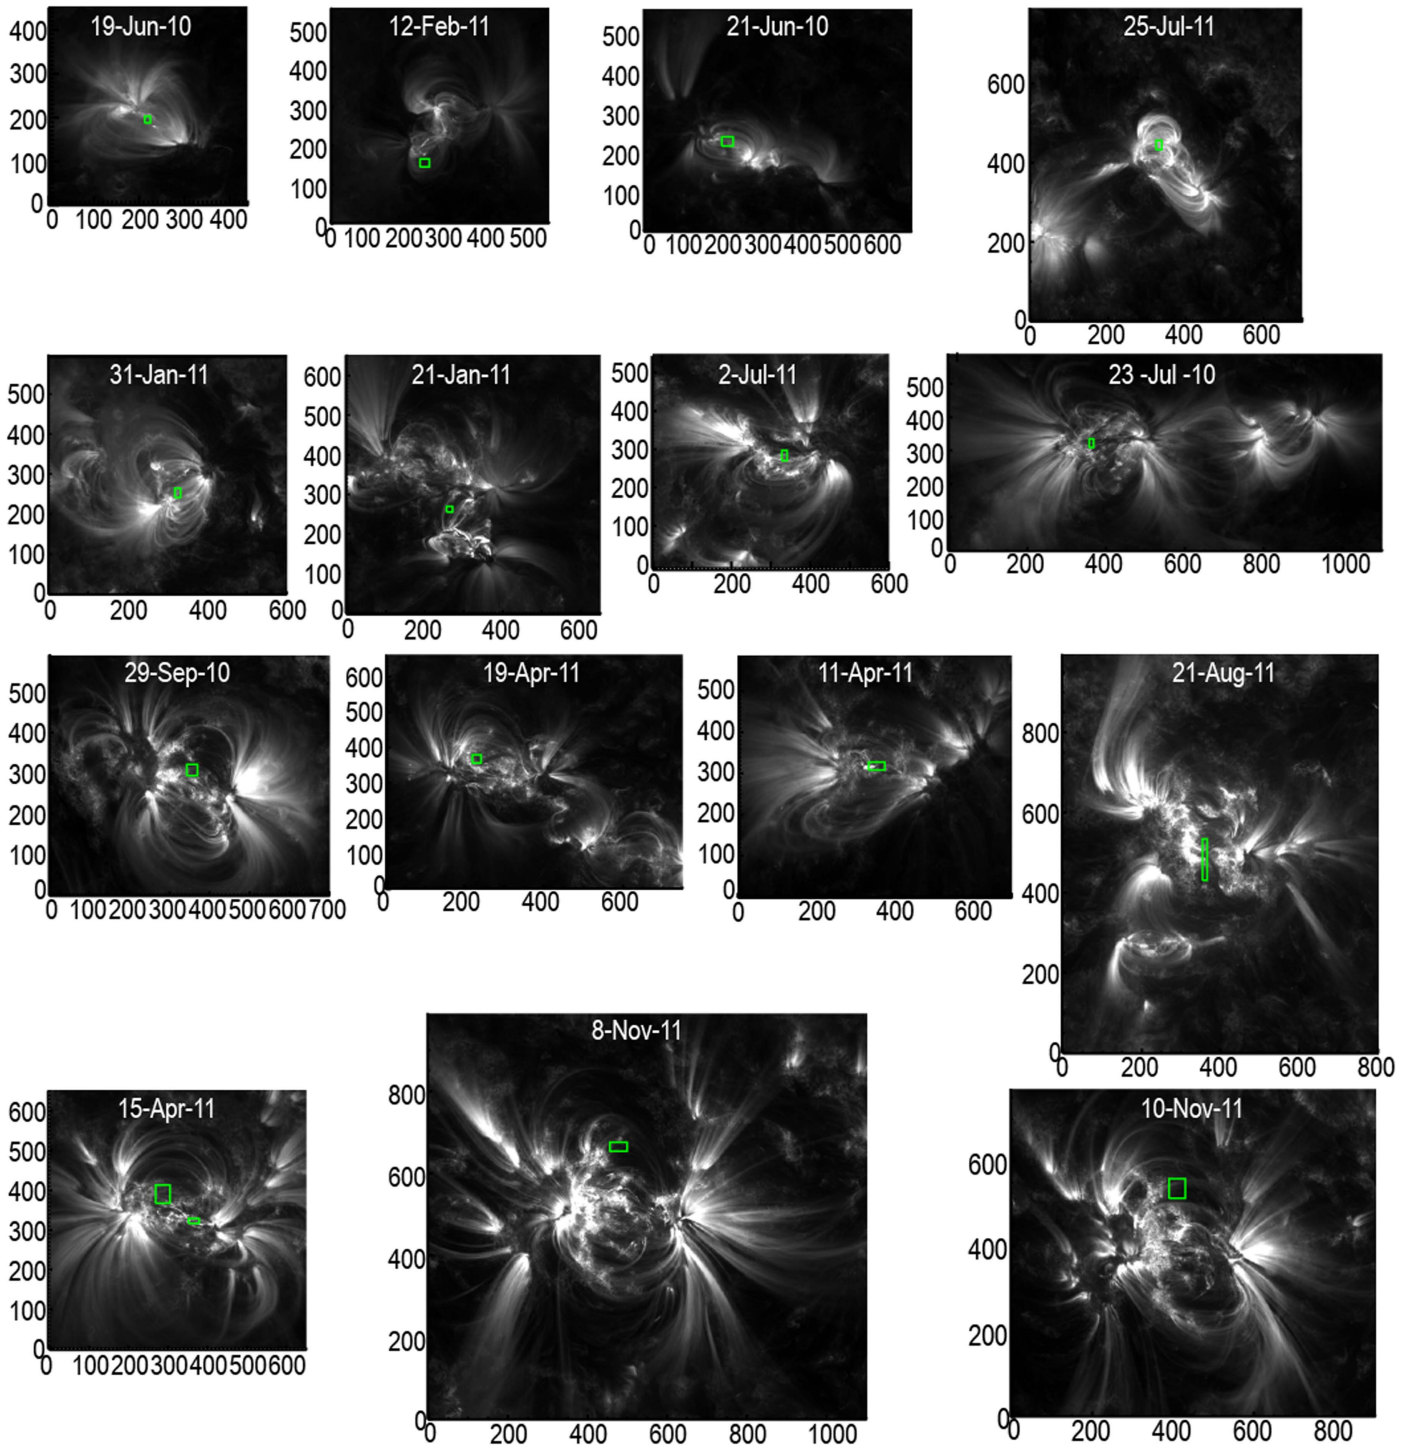 19-Jun-10
400
300
200
100
0
0 100 200 300 400
12-Feb-11
500
400
300
200
100
0
0 100 200 300 400 500
21-Jun-10
500
400
300
200
100
0
0 100 200 300 400 500 600
25-Jul-11
600
400
200
0
0 200 400 600
31-Jan-11
500
400
300
200
100
0
0 200 400 600
21-Jan-11
600
500
400
300
200
100
0
0 200 400 600
2-Jul-11
500
400
300
200
100
0
0 200 400 600
23 -Jul -10
500
400
300
200
100
0
0 200 400 600 800 1000
29-Sep-10
500
400
300
200
100
0
0 100 200 300 400 500 600 700
19-Apr-11
600
500
400
300
200
100
0
0 200 400 600
11-Apr-11
500
400
300
200
100
0
0 200 400 600
21-Aug-11
800
600
400
200
0
0 200 400 600 800
15-Apr-11
600
500
400
300
200
100
0
0 100 200 300 400 500 600
8-Nov-11
800
600
400
200
0
0 200 400 600 800 1000
10-Nov-11
600
400
200
0
0 200 400 600 800